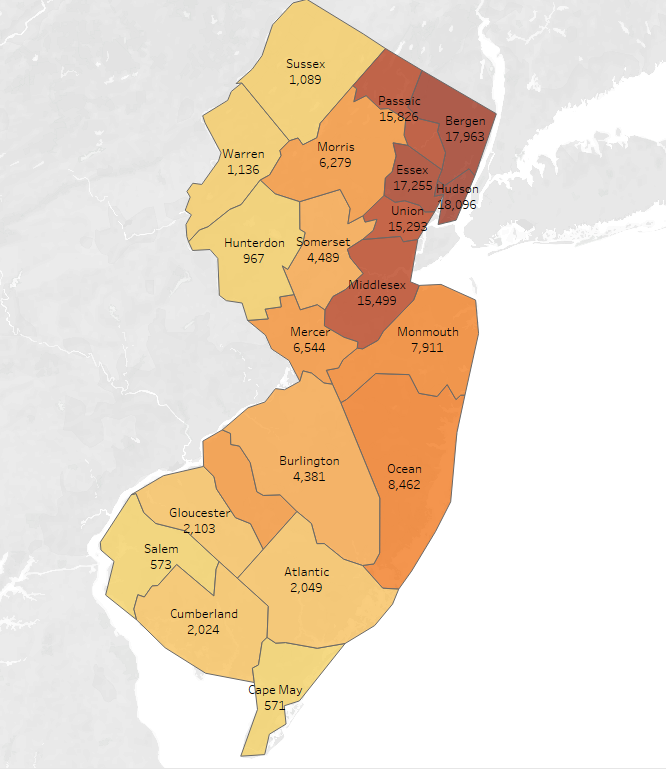 Sussex
1,089
Passaic
15,826
Bergen
17,963
Morris
6,279
Warren
1,136
Essex
17,255
Hudson
18,096
Union
15,293
Hunterdon
967
Somerset
4,489
Middlesex
15,499
Mercer
6,544
Monmouth
7,911
Burlington
4,381
Ocean
8,462
Gloucester
2,103
Salem
573
Atlantic
2,049
Cumberland
2,024
Cape May
571